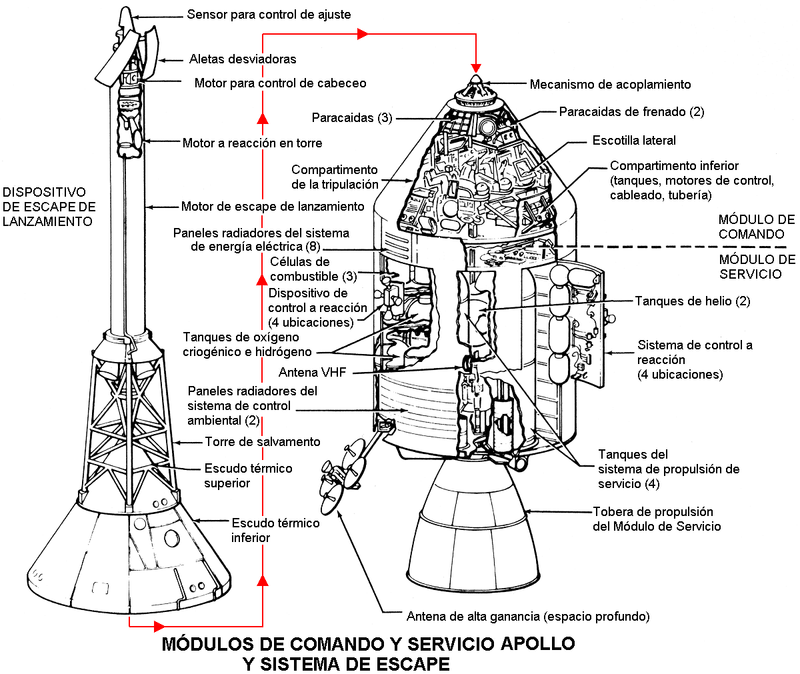 Sensor para control de ajuste
Aletas desviadoras
Motor para control de cabeceo
Motor a reacción en torre
DISPOSITIVO
DE ESCAPE DE
LANZAMIENTO
Motor de escape de lanzamiento
Torre de salvamento
Escudo térmico
superior
Escudo térmico
inferior
Mecanismo de acoplamiento
Paracaidas (3)
Paracaidas de frenado (2)
Escotilla lateral
Compartimento
de la tripulación
Compartimento inferior
(tanques, motores de control,
cableado, tubería)
MÓDULO DE
COMANDO
MÓDULO DE
SERVICIO
Paneles radiadores del sistema
de energía eléctrica (8)
Células de
combustible (3)
Dispositivo de
control a reacción
(4 ubicaciones)
Tanques de oxígeno
criogénico e hidrógeno
Antena VHF
Paneles radiadores del
sistema de control
ambiental (2)
Tanques de helio (2)
Sistema de control a
reacción
(4 ubicaciones)
Tanques del
sistema de propulsión de
servicio (4)
Tobera de propulsión
del Módulo de Servicio
Antena de alta ganancia (espacio profundo)
MÓDULOS DE COMANDO Y SERVICIO APOLLO
Y SISTEMA DE ESCAPE